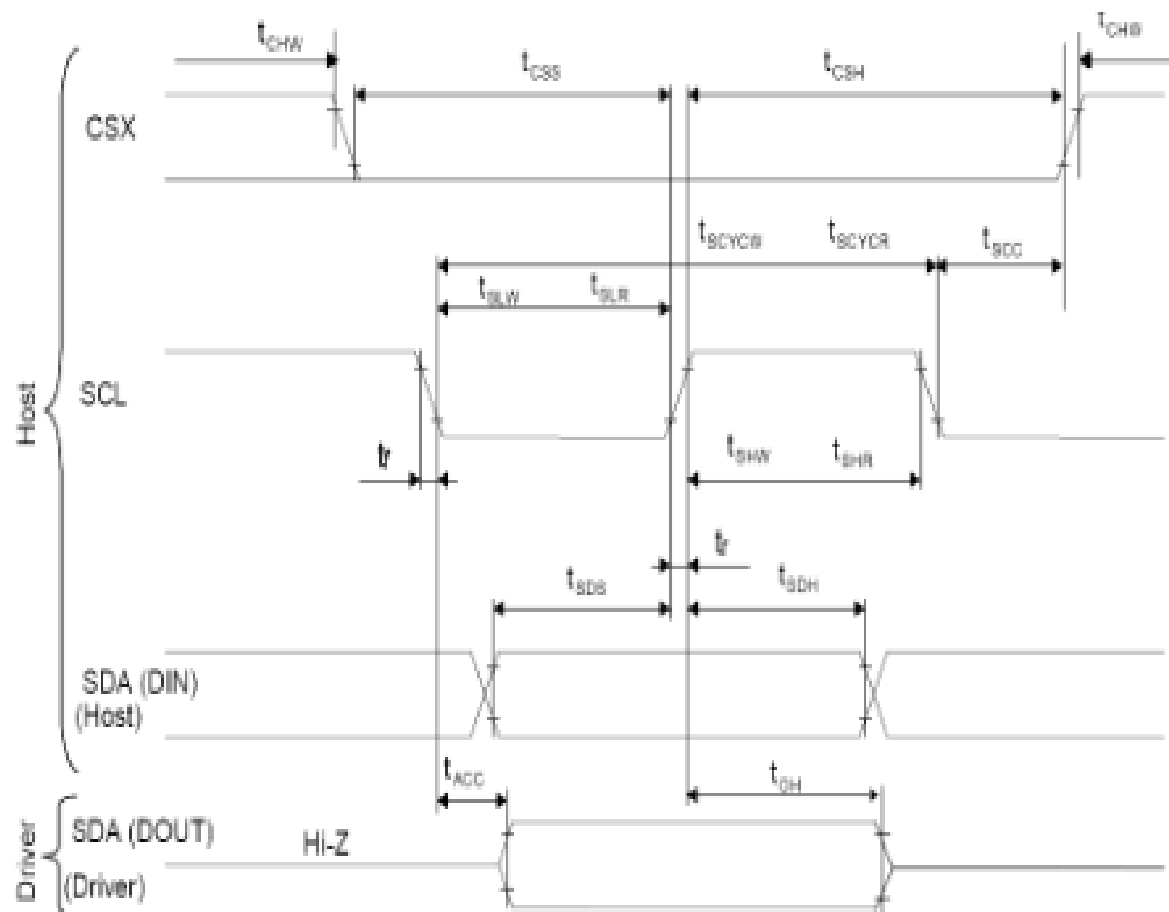 tCHW
tCHW
tCSS
tCSH
CSX
tSCYCW tSCYCR tSCC
tSLW tSLR
Host
SCL
tSHW tSHR
tf
tr
tSDS tSDH
SDA (DIN)
(Host)
tACC
tOH
Driver
SDA (DOUT)
Hi-Z
(Driver)